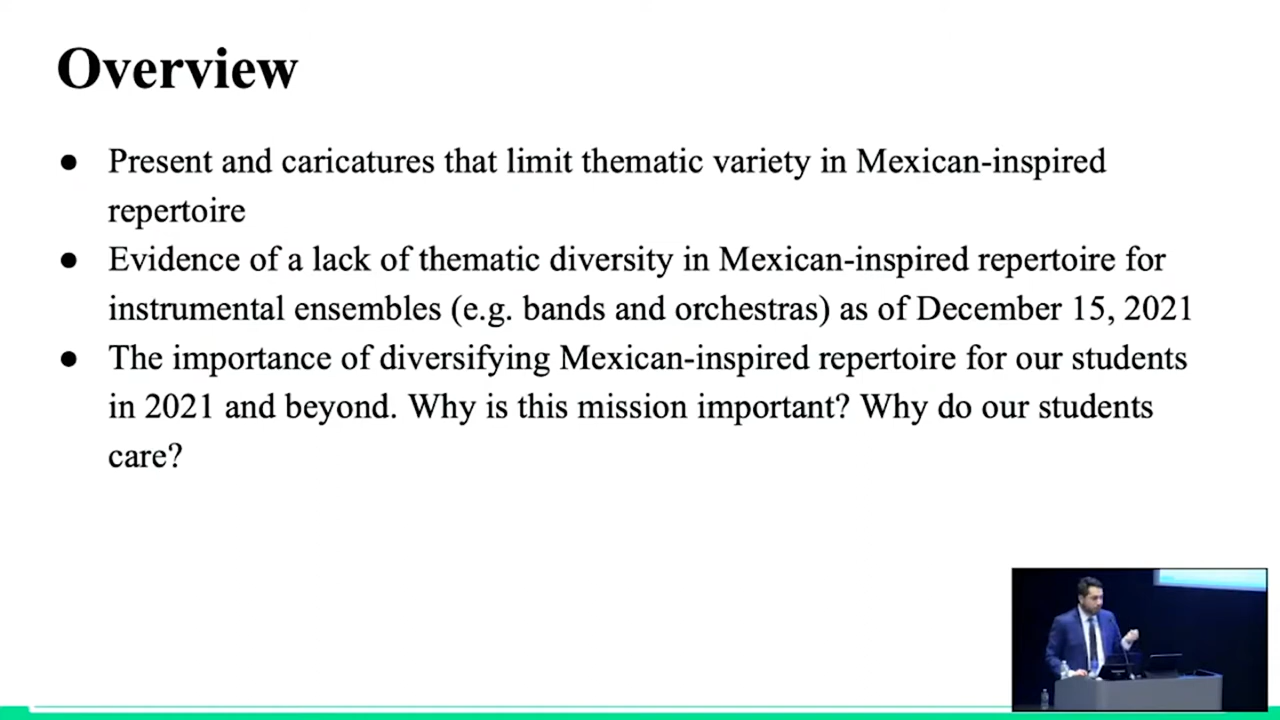 Overview
● Present and caricatures that limit thematic variety in Mexican-inspired
repertoire
● Evidence of a lack of thematic diversity in Mexican-inspired repertoire for
instrumental ensembles (e.g. bands and orchestras) as of December 15, 2021
● The importance of diversifying Mexican-inspired repertoire for our students
in 2021 and beyond. Why is this mission important? Why do our students
care?